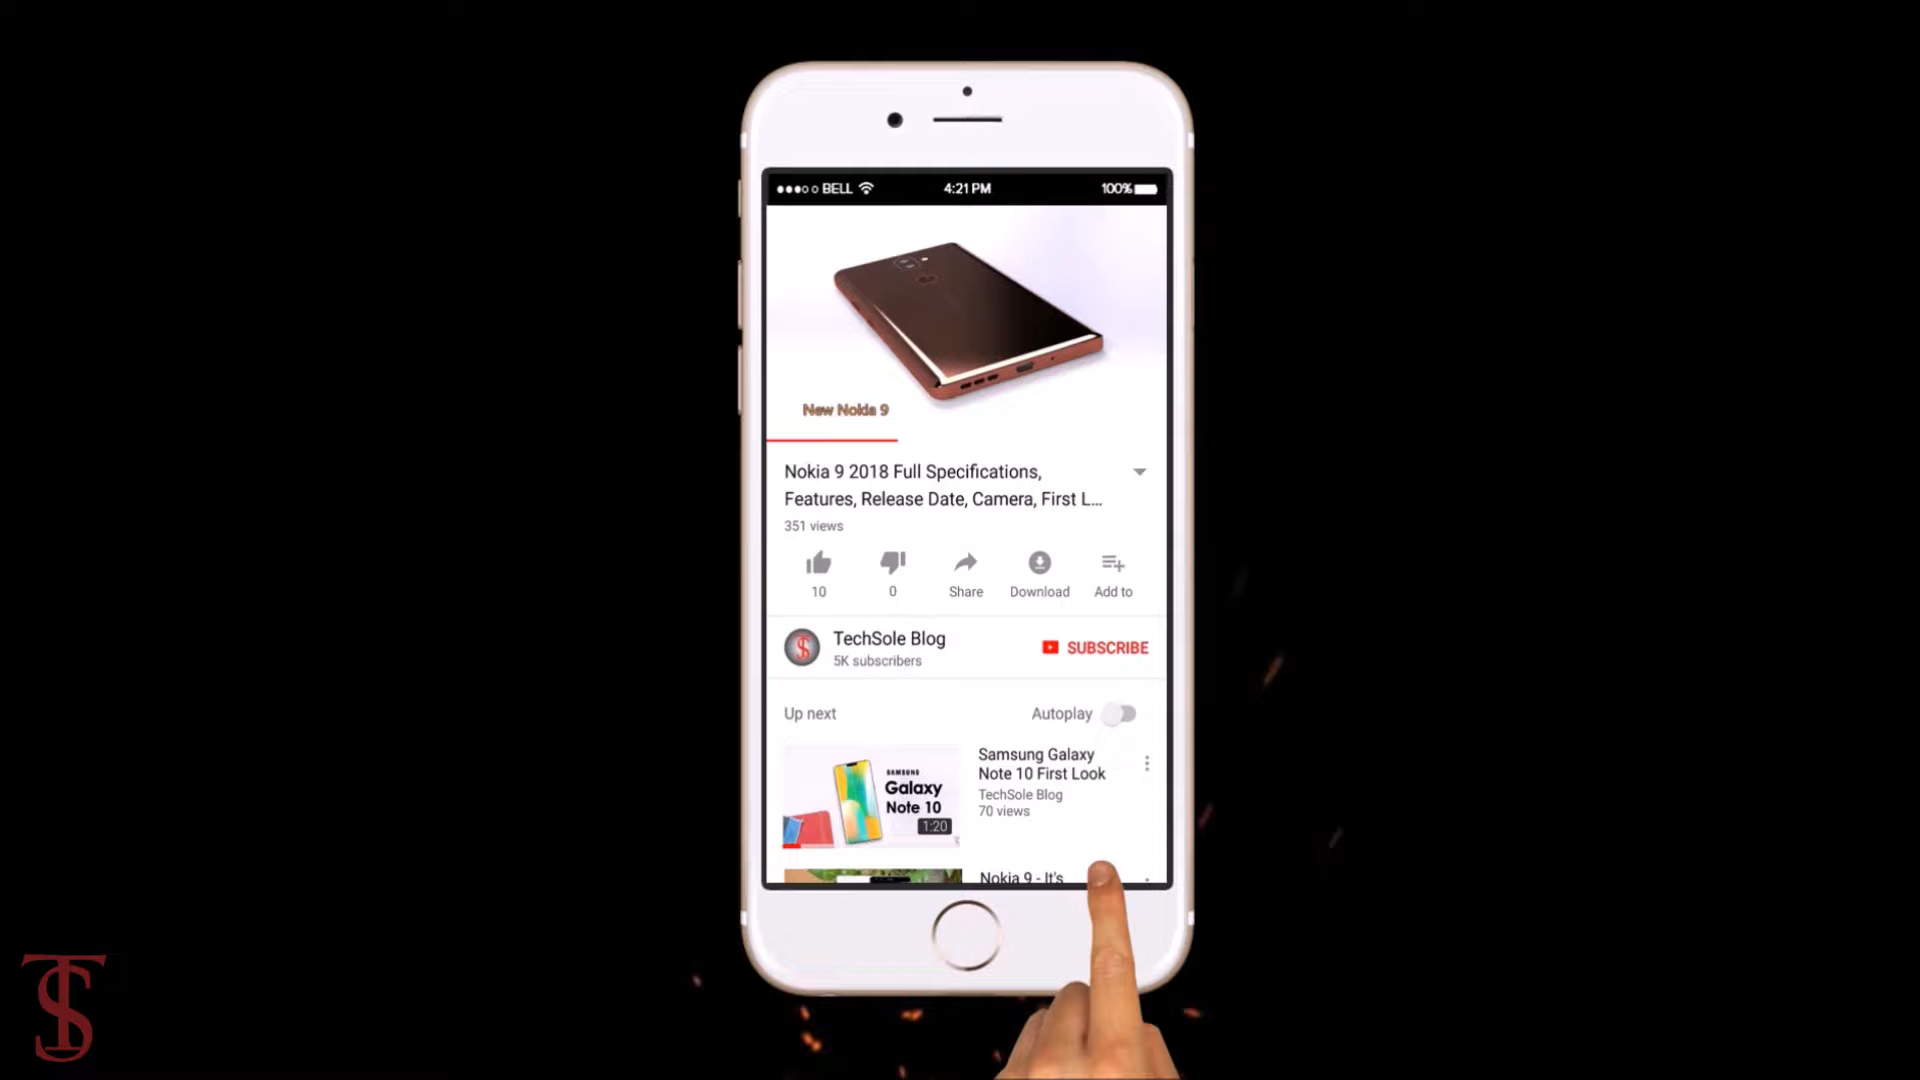 BELL
4:21 PM
100%
New Nokia 9
Nokia 9 2018 Full Specifications,
Features, Release Date, Camera, First L...
351 views
10
0
Share
Download
Add to
TechSole Blog
5K subscribers
SUBSCRIBE
Up next
Autoplay
SAMSUNG
Galaxy
Note 10
1:20
Samsung Galaxy
Note 10 First Look
TechSole Blog
70 views
Nokia 9 - It's
TS